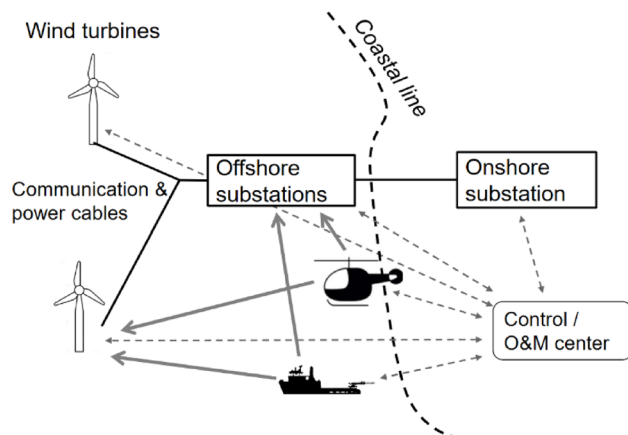 Wind turbines
Coastal line
Communication &
power cables
Offshore
substations
Onshore
substation
Control /
O&M center